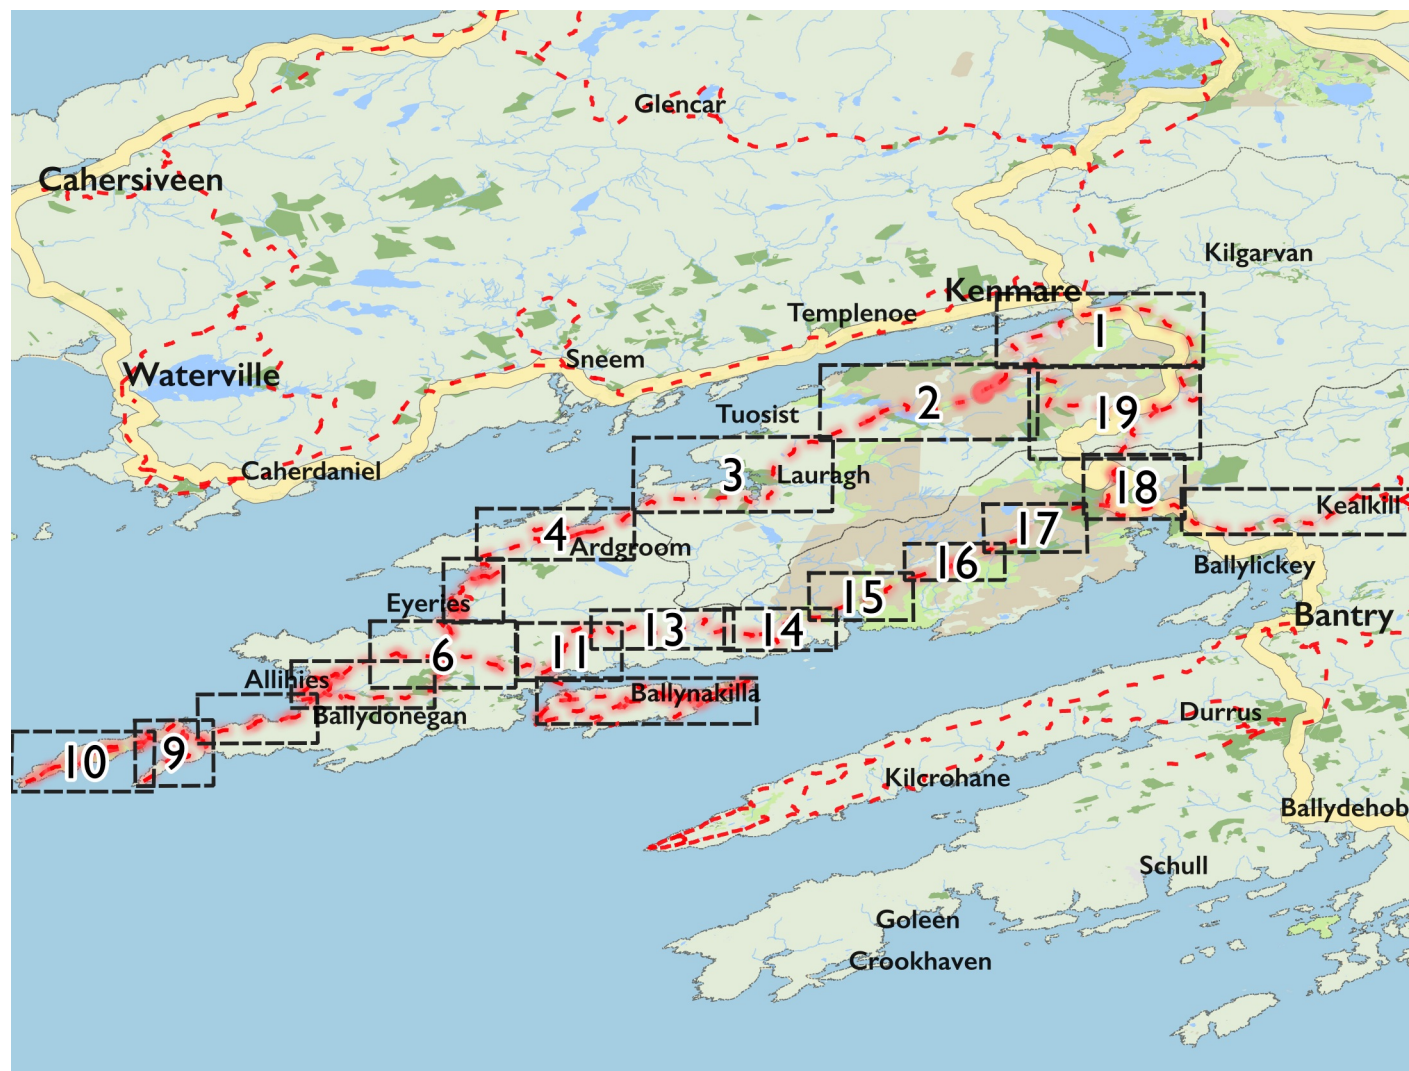 Glencar
Cahersiveen
Kilgarvan
Kenmare
Templenoe
1
Sneem
Waterville
2
19
Tuosist
Caherdaniel
3
Lauragh
18
Kealkill
17
4
Ardgroom
16
Ballylickey
15
Eyeries
Bantry
13
14
6
11
Allihies
Ballynakilla
Ballydonegan
Durrus
9
10
Kilcrohane
Ballydehob
Schull
Goleen
Crookhaven